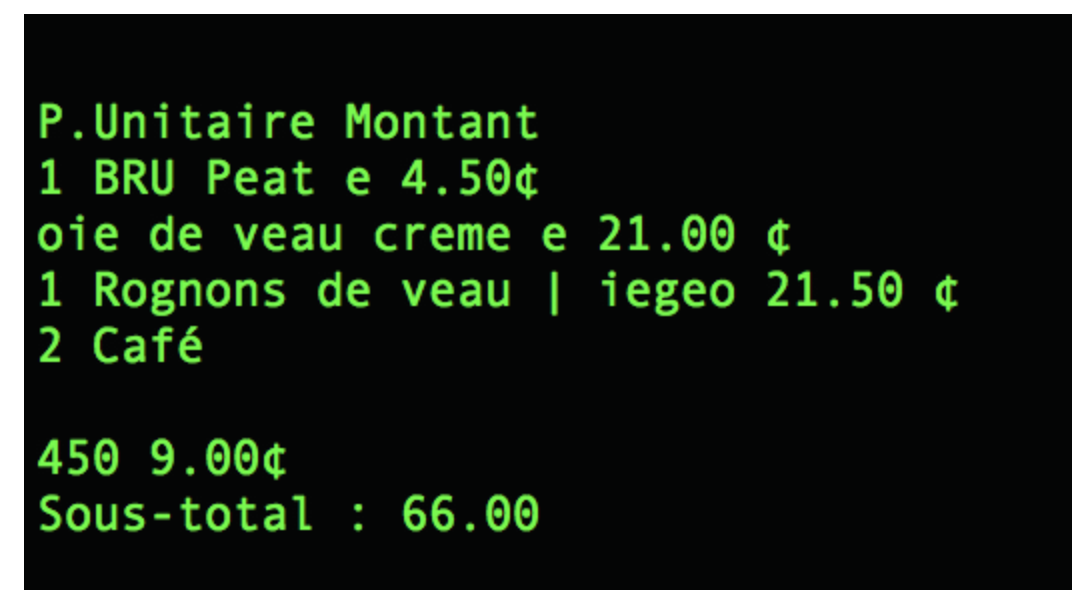 P.Unitaire Montant
1 BRU Peat e 4.50¢
oie de veau creme e 21.00 ¢
1 Rognons de veau | iegeo 21.50 ¢
2 Café
450 9.00¢
Sous-total : 66.00